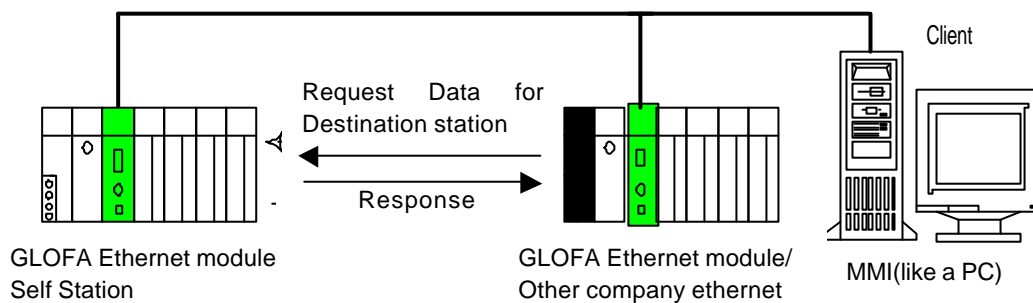 Client
Request Data for
Destination station
Response
GLOFA Ethernet module
Self Station
GLOFA Ethernet module/
Other company ethernet
MMI(like a PC)